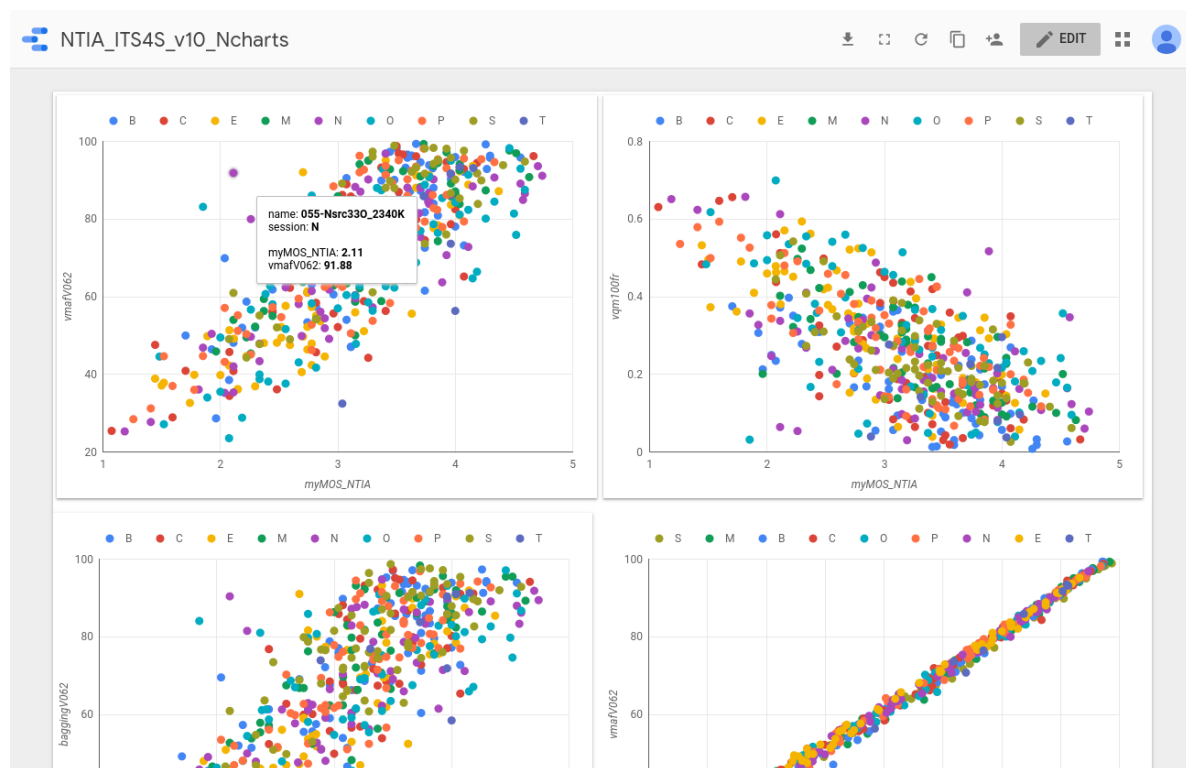 NTIA_ITS4S_v10_Ncharts
EDIT
B C E M N O P S T
100
80
60
40
20
vmafV062
1 2 3 4 5
myMOS_NTIA
name: 055-Nsrc33O_2340K
session: N
myMOS_NTIA: 2.11
vmafV062: 91.88
B C E M N O P S T
0.8
0.6
0.4
0.2
0
vqm100fr
1 2 3 4 5
myMOS_NTIA
B C E M N O P S T
100
80
60
baggingV062
S M B C O P N E T
100
80
60
vmafV062